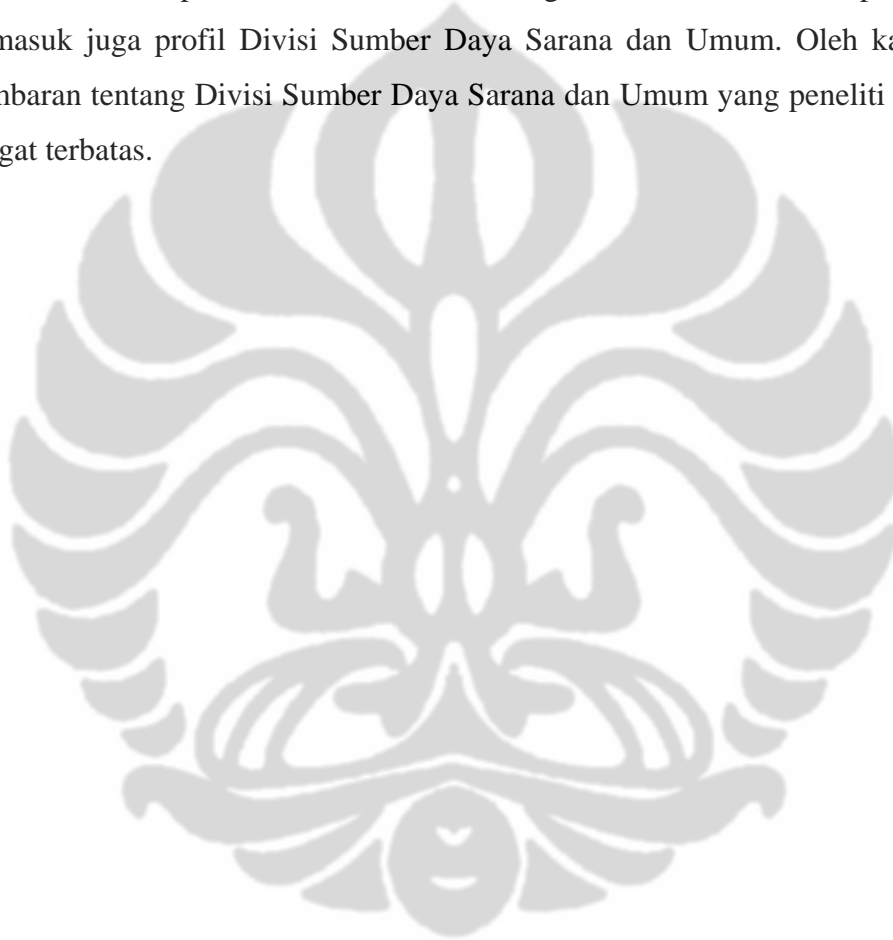 masuk juga profil Divisi Sumber Daya Sarana dan Umum. Oleh ka
mbaran tentang Divisi Sumber Daya Sarana dan Umum yang peneliti
gat terbatas.